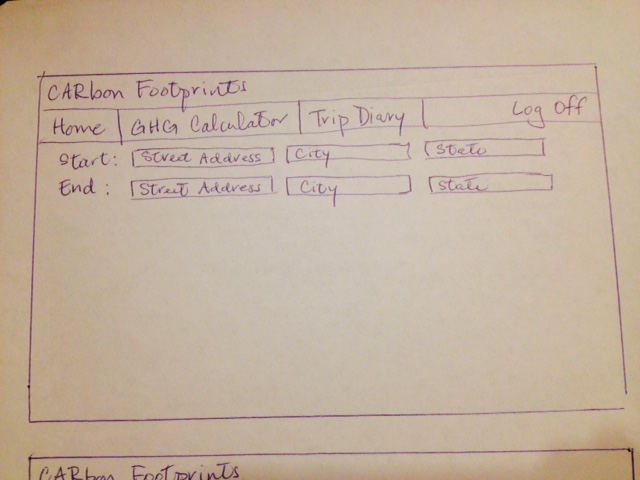 CARbon Footprints
Home GHG Calculator Trip Diary Log Off
Start: Street Address City State
End: Street Address City State
CARbon Footprints